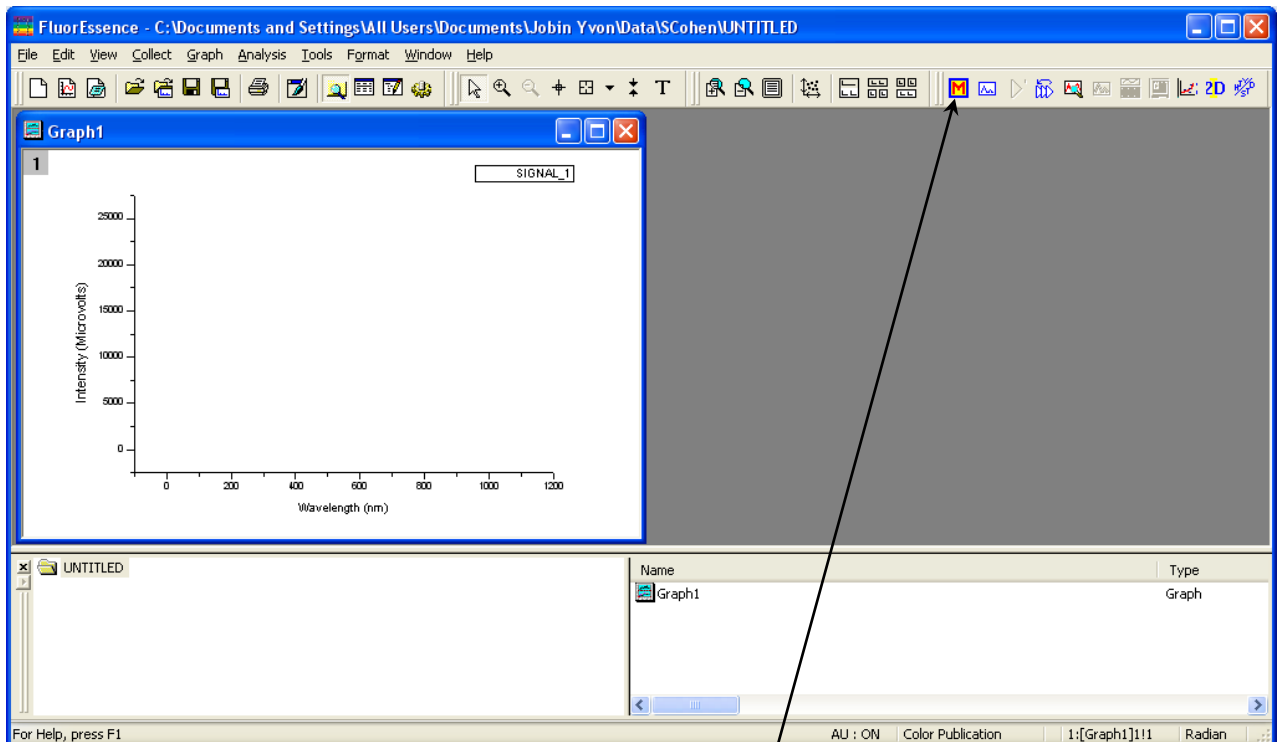 FluorEssence - C:\Documents and Settings\All Users\Documents\Jobin Yvon\Data\SCohen\UNTITLED
File Edit View Collect Graph Analysis Tools Format Window Help
T M 2D
Graph1
1
SIGNAL_1
25000
20000
15000
10000
5000
0
Intensity (Microvolts)
0 200 400 600 800 1000 1200
Wavelength (nm)
UNTITLED
Name Type
Graph1 Graph
For Help, press F1 AU : ON Color Publication 1:[Graph1]1!1 Radian